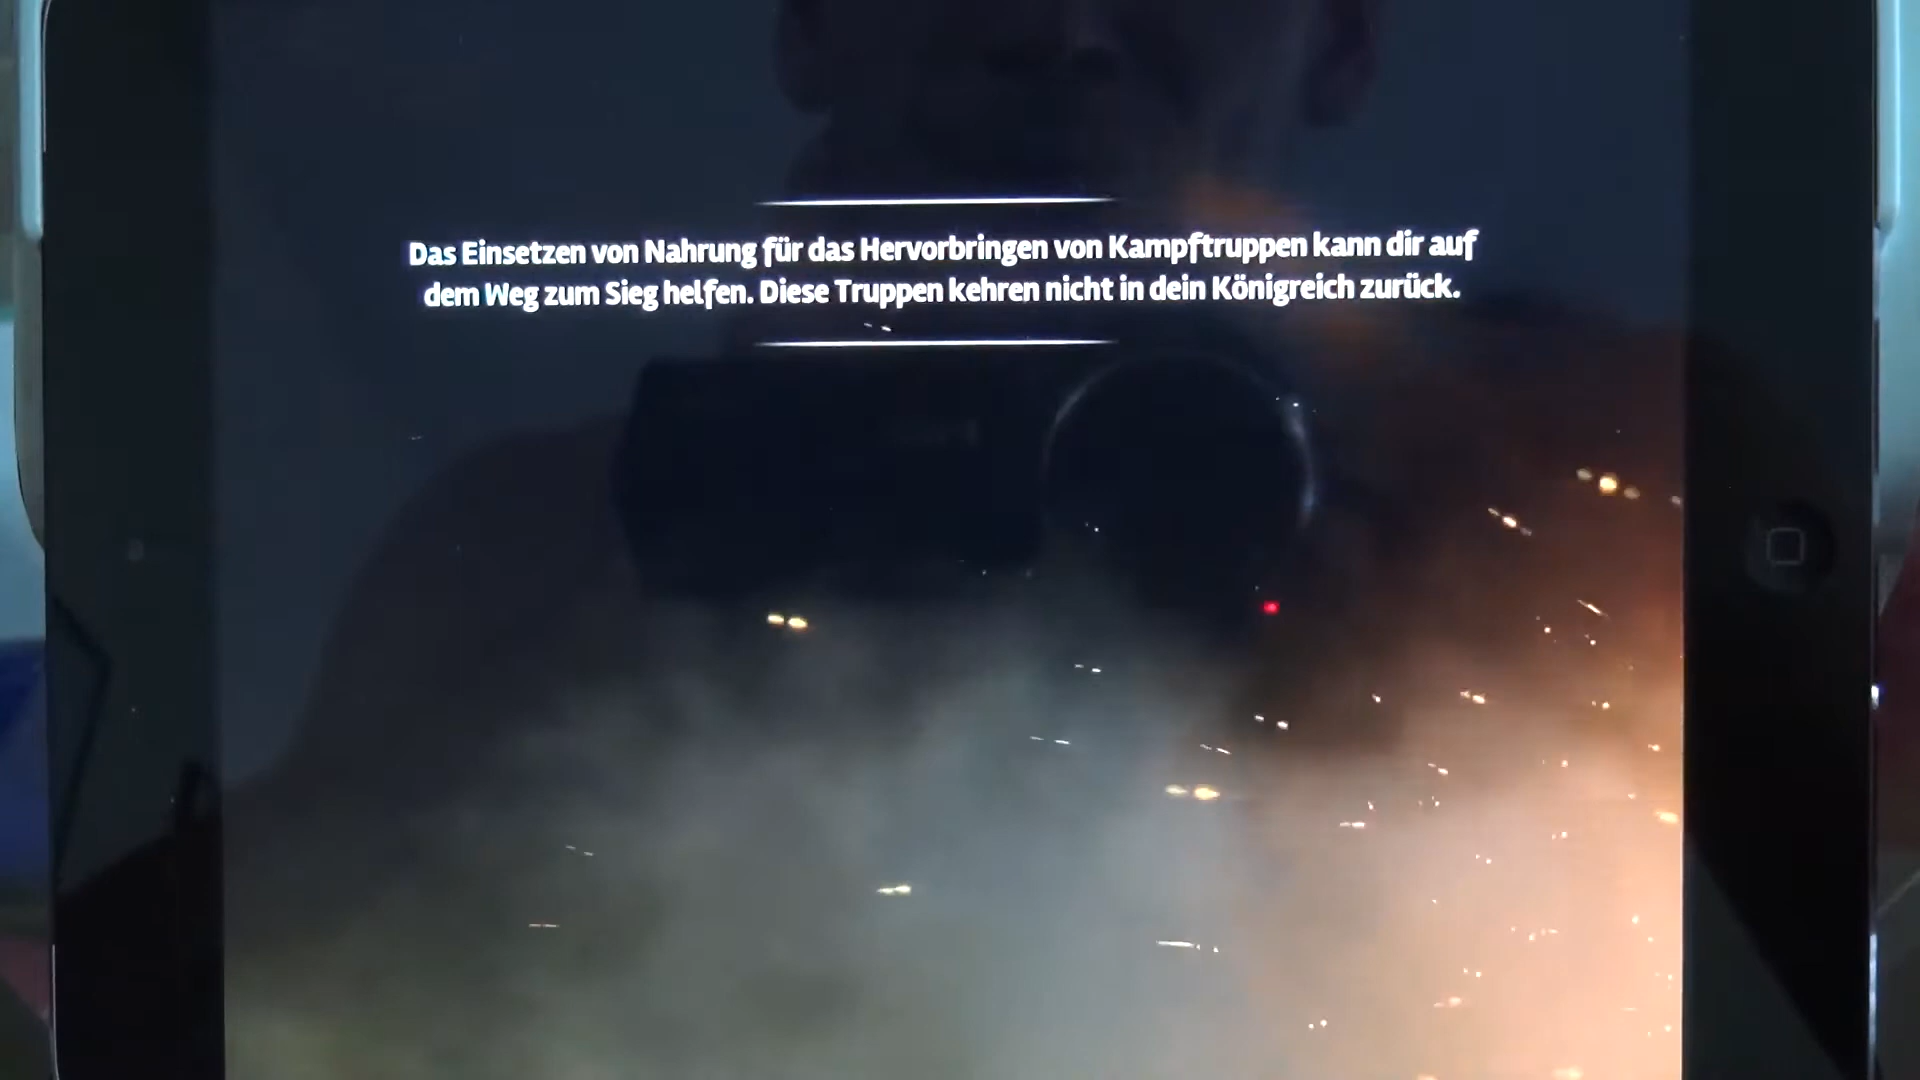 Das Einsetzen von Nahrung für das Hervorbringen von Kampftruppen kann dir auf
dem Weg zum Sieg helfen. Diese Truppen kehren nicht in dein Königreich zurück.